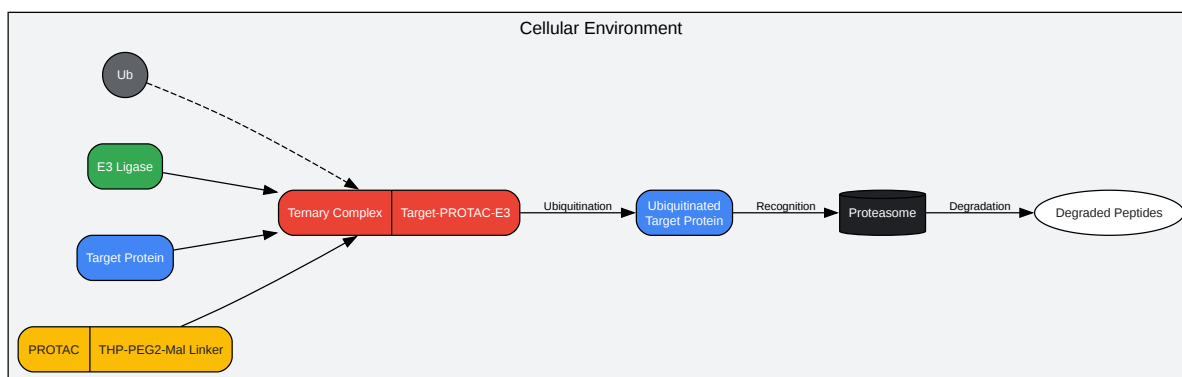 Cellular Environment
Ub
E3 Ligase
Target Protein
PROTAC
THP-PEG2-Mal Linker
Ternary Complex
Target-PROTAC-E3
Ubiquitination
Ubiquitinated
Target Protein
Recognition
Proteasome
Degradation
Degraded Peptides